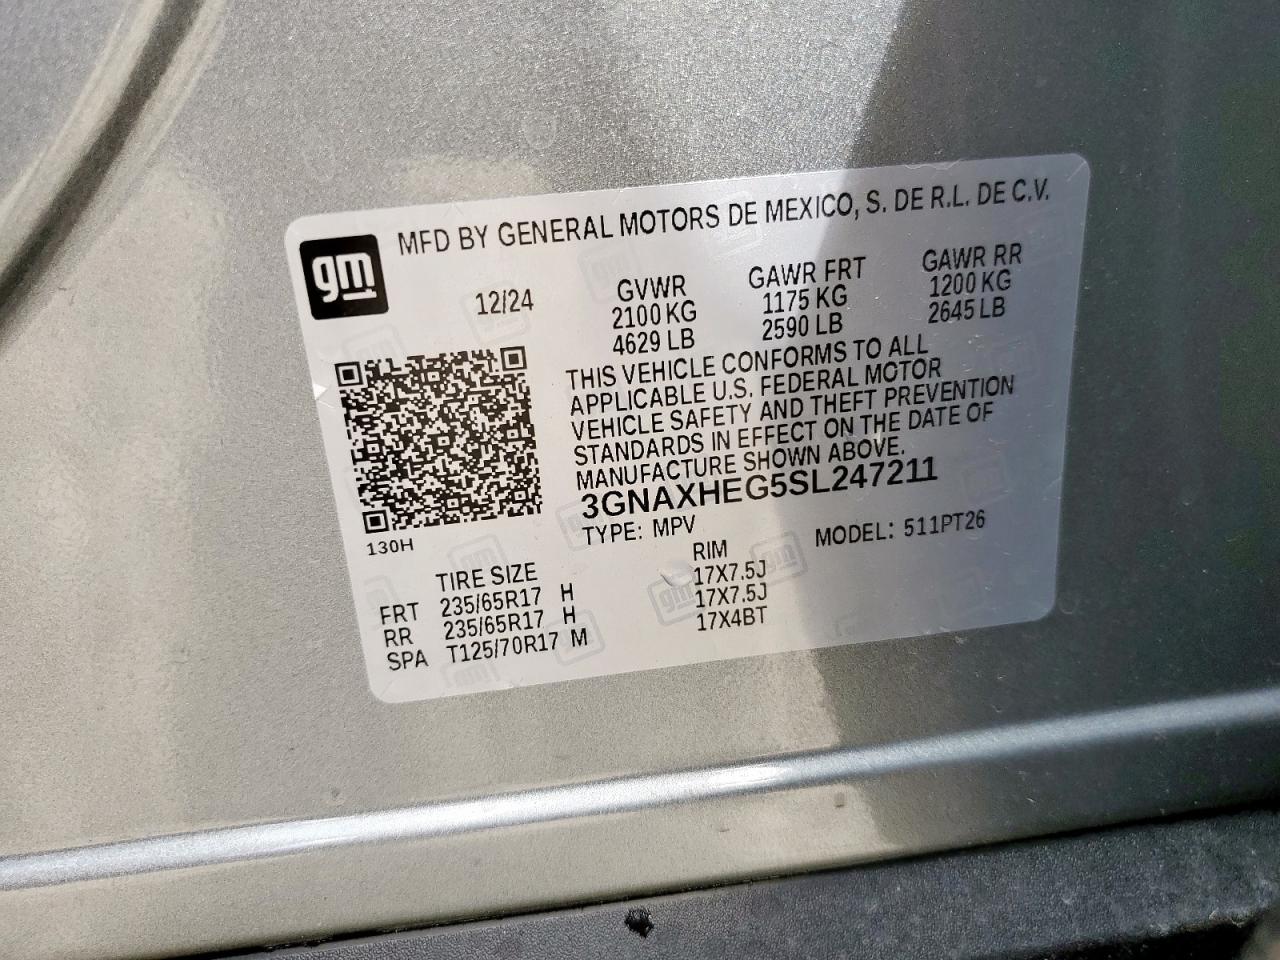 MFD BY GENERAL MOTORS DE MEXICO, S. DE R.L. DE C.V.
gm
12/24
GVWR GAWR FRT GAWR RR
2100 KG 1175 KG 1200 KG
4629 LB 2590 LB 2645 LB
THIS VEHICLE CONFORMS TO ALL
APPLICABLE U.S. FEDERAL MOTOR
VEHICLE SAFETY AND THEFT PREVENTION
STANDARDS IN EFFECT ON THE DATE OF
MANUFACTURE SHOWN ABOVE.
3GNAXHEG5SL247211
TYPE: MPV MODEL: 511PT26
130H
TIRE SIZE RIM
FRT 235/65R17 H 17X7.5J
RR 235/65R17 H 17X7.5J
SPA T125/70R17 M 17X4BT